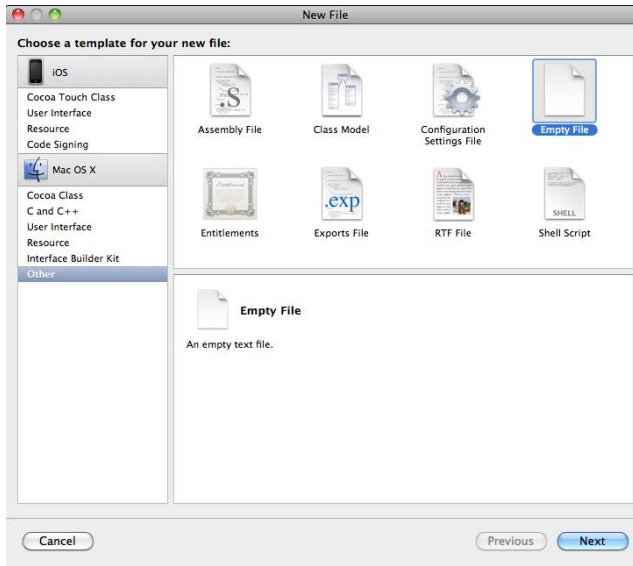 New File
Choose a template for your new file:
iOS
Cocoa Touch Class
User Interface
Resource
Code Signing
Mac OS X
Cocoa Class
C and C++
User Interface
Resource
Interface Builder Kit
Other
.S
Assembly File
Class Model
Configuration
Settings File
Empty File
Entitlements
.exp
Exports File
RTF File
SHELL
Shell Script
Empty File
An empty text file.
Cancel
Previous
Next